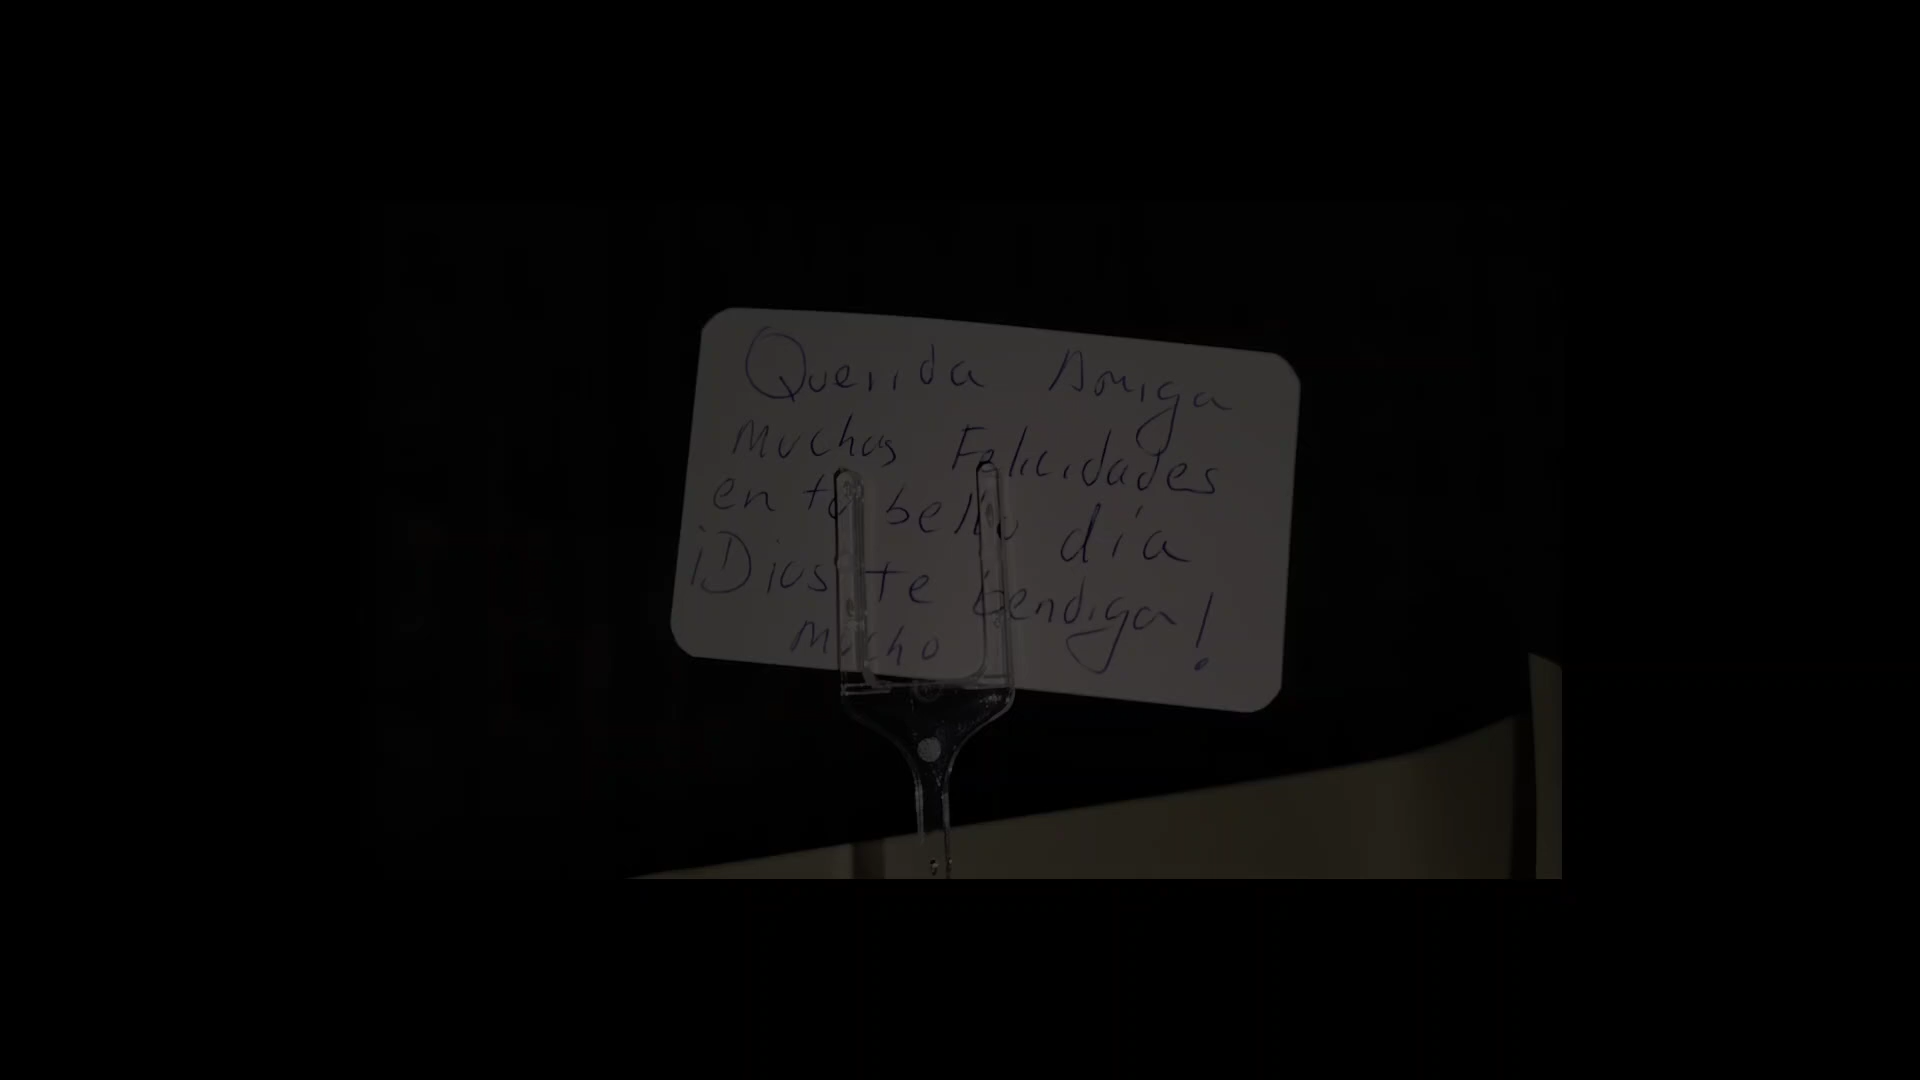 Querida Amiga
Muchas Felicidades
en tu bello día
¡Dios te bendiga!
Mucho